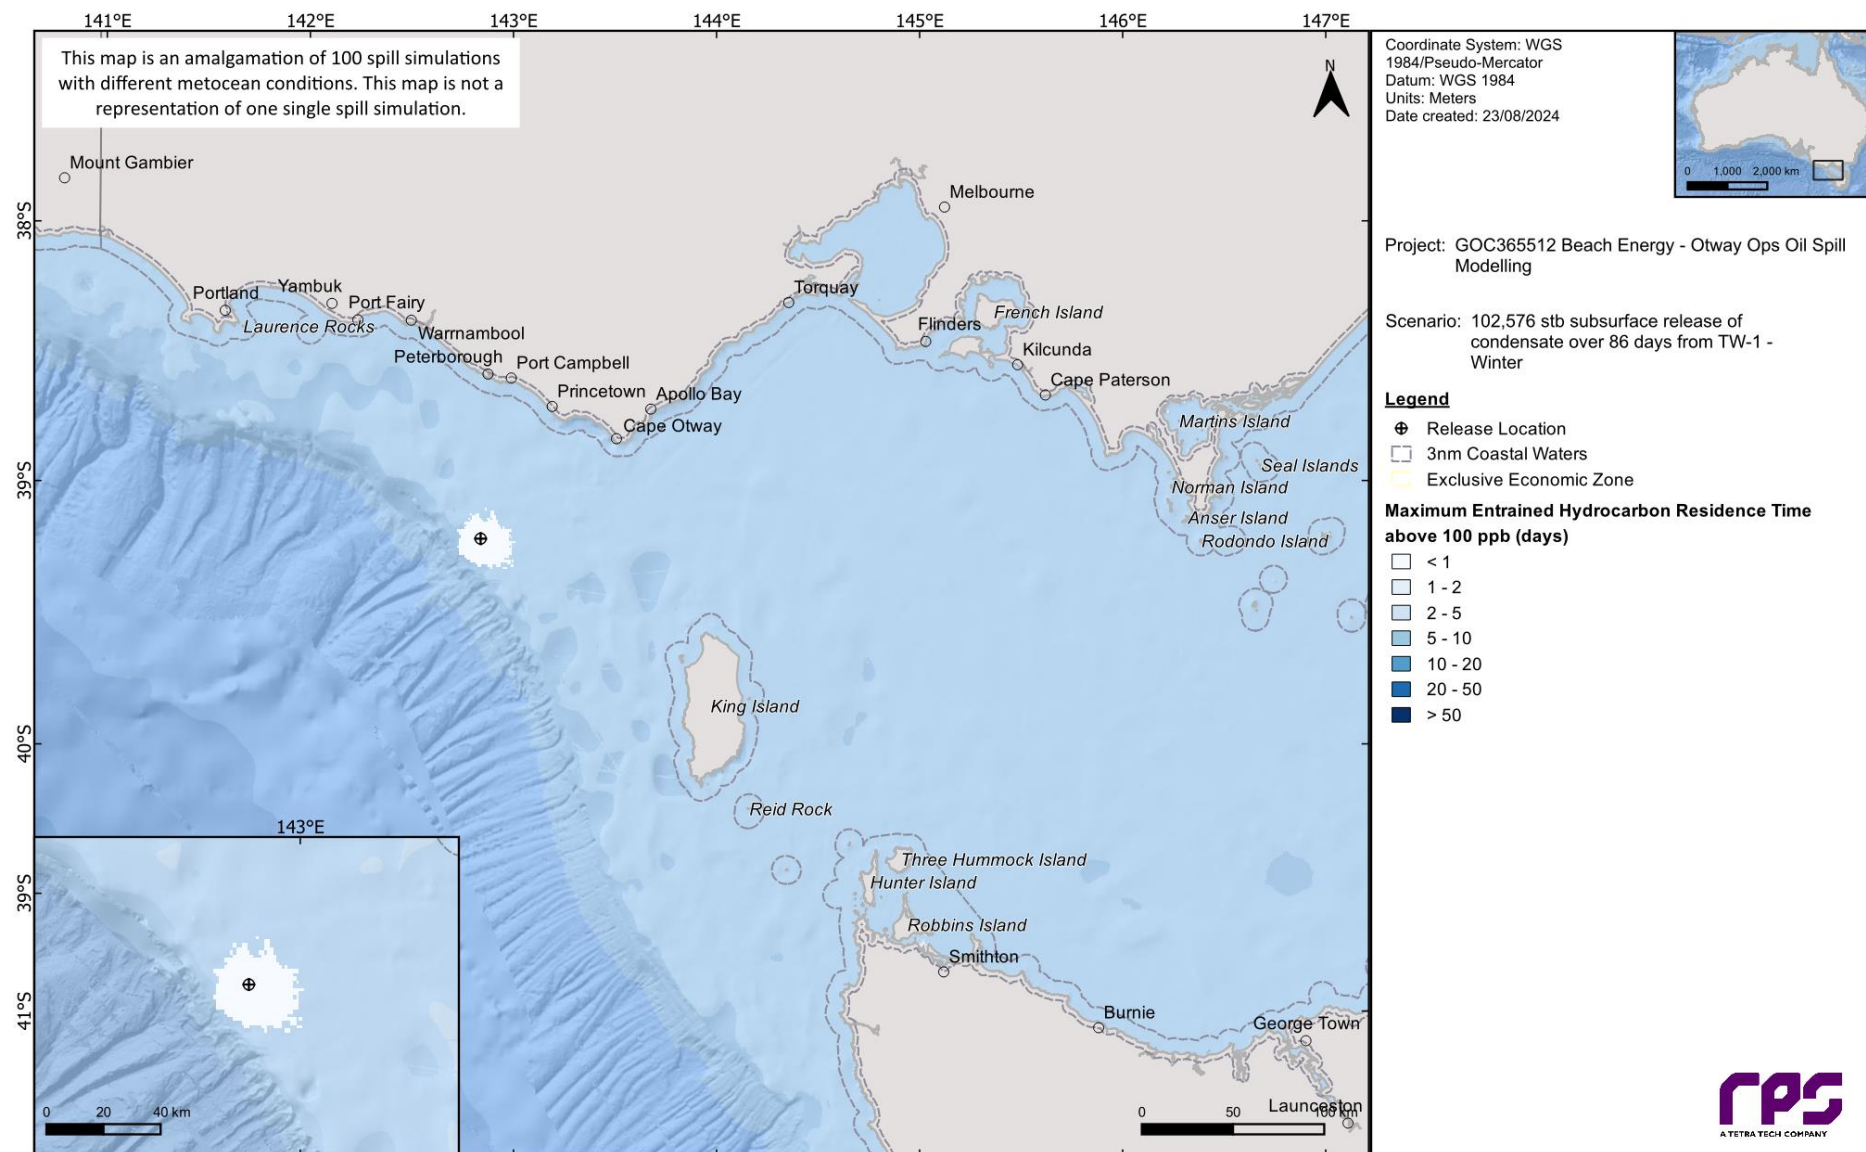 141°E 142°E 143°E 144°E 145°E 146°E 147°E
This map is an amalgamation of 100 spill simulations
with different metocean conditions. This map is not a
representation of one single spill simulation.
N
Mount Gambier
Melbourne
38°S
Portland
Yambuk
Port Fairy
Laurence Rocks
Warrnambool
Peterborough
Port Campbell
Princetown
Apollo Bay
Cape Otway
Torquay
Flinders
French Island
Kilcunda
Cape Paterson
Martins Island
Seal Islands
39°S
Norman Island
Anser Island
Rodondo Island
King Island
40°S
Reid Rock
Three Hummock Island
Hunter Island
Robbins Island
Smithton
41°S
Burnie
George Town
Launceston
0 50 100 km
143°E
39°S
0 20 40 km
Coordinate System: WGS
1984/Pseudo-Mercator
Datum: WGS 1984
Units: Meters
Date created: 23/08/2024
0 1,000 2,000 km
Project: GOC365512 Beach Energy - Otway Ops Oil Spill
Modelling
Scenario: 102,576 stb subsurface release of
condensate over 86 days from TW-1 -
Winter
Legend
Release Location
3nm Coastal Waters
Exclusive Economic Zone
Maximum Entrained Hydrocarbon Residence Time
above 100 ppb (days)
< 1
1 - 2
2 - 5
5 - 10
10 - 20
20 - 50
> 50
rps
A TETRA TECH COMPANY